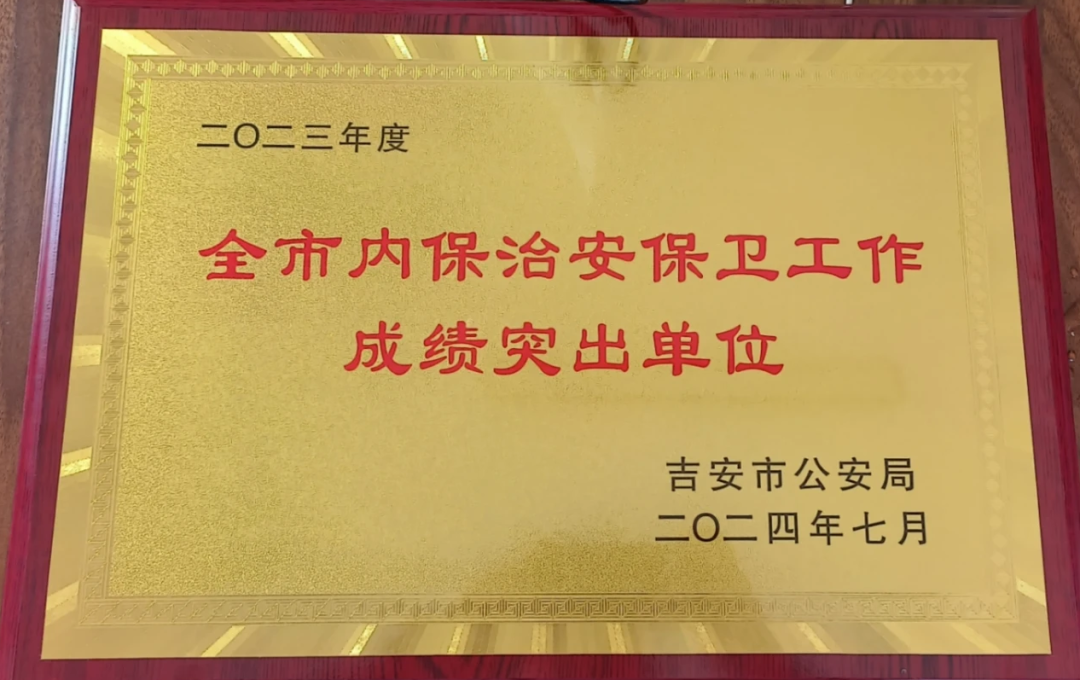 二〇二三年度
全市内保治安保卫工作
成绩突出单位
吉安市公安局
二〇二四年七月